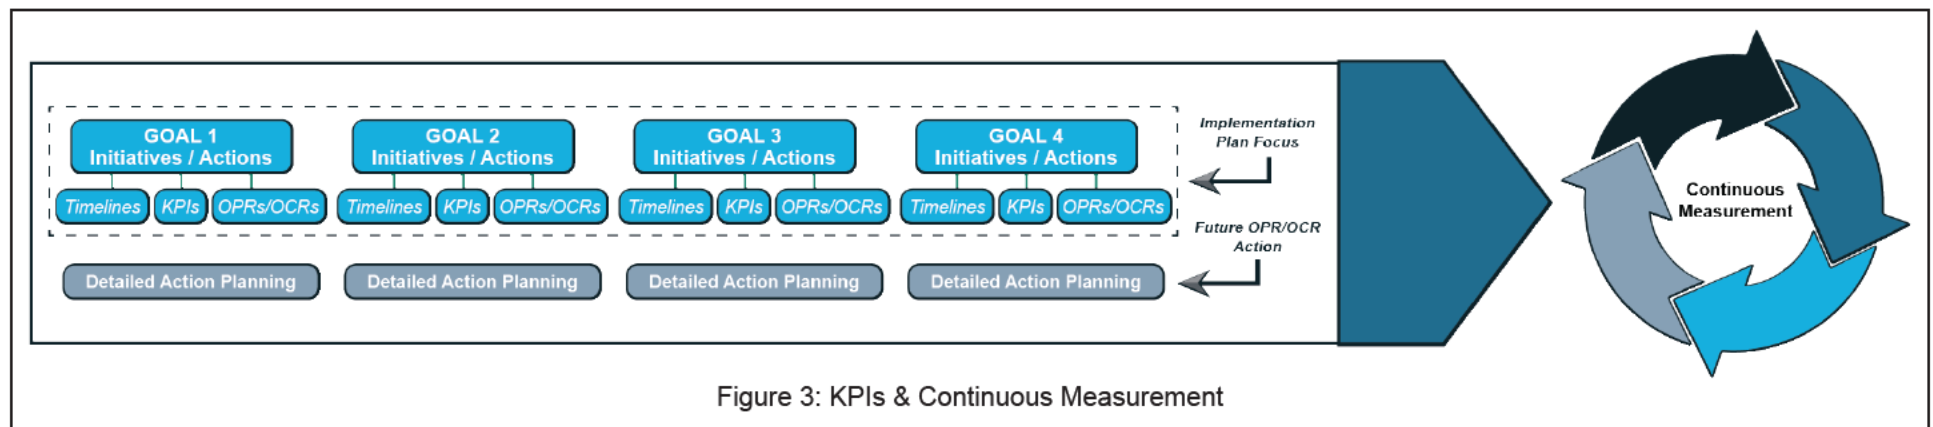 GOAL 1
Initiatives / Actions
Timelines
KPIs
OPRs/OCRs
GOAL 2
Initiatives / Actions
Timelines
KPIs
OPRs/OCRs
GOAL 3
Initiatives / Actions
Timelines
KPIs
OPRs/OCRs
GOAL 4
Initiatives / Actions
Timelines
KPIs
OPRs/OCRs
Implementation
Plan Focus
Future OPR/OCR
Action
Detailed Action Planning
Detailed Action Planning
Detailed Action Planning
Detailed Action Planning
Continuous
Measurement
Figure 3: KPIs & Continuous Measurement